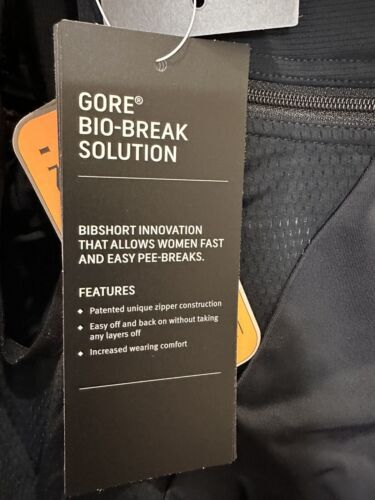 GORE®
BIO-BREAK
SOLUTION
BIBSHORT INNOVATION
THAT ALLOWS WOMEN FAST
AND EASY PEE-BREAKS.
FEATURES
◆ Patented unique zipper construction
◆ Easy off and back on without taking
any layers off
◆ Increased wearing comfort